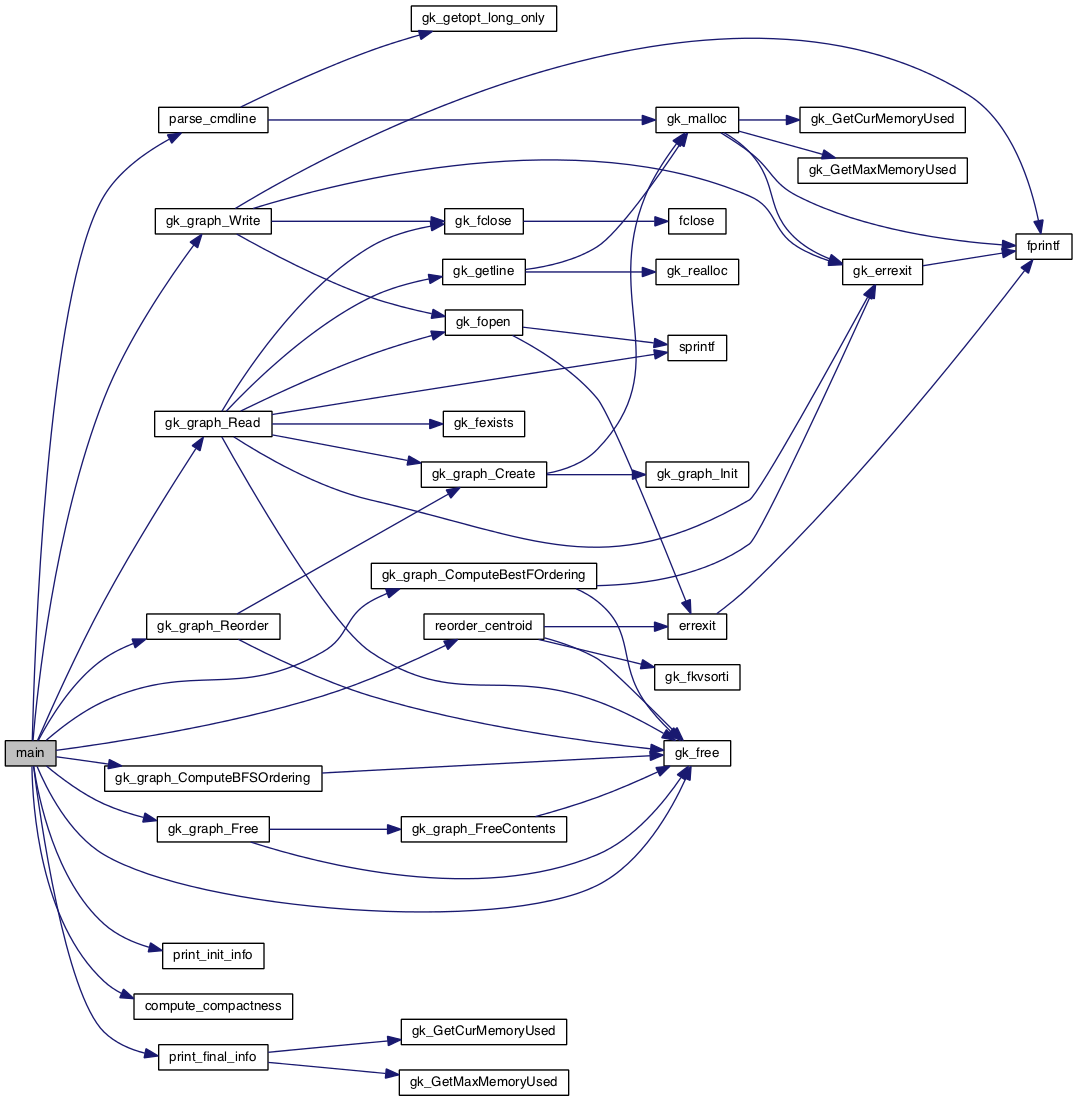 gk_getopt_long_only
parse_cmdline
gk_malloc
gk_GetCurMemoryUsed
gk_GetMaxMemoryUsed
gk_graph_Write
gk_fclose
fclose
fprintf
gk_getline
gk_realloc
gk_errexit
gk_fopen
sprintf
gk_graph_Read
gk_fexists
gk_graph_Create
gk_graph_Init
gk_graph_ComputeBestFOrdering
gk_graph_Reorder
reorder_centroid
errexit
gk_fkvsorti
main
gk_free
gk_graph_ComputeBFSOrdering
gk_graph_Free
gk_graph_FreeContents
print_init_info
compute_compactness
gk_GetCurMemoryUsed
print_final_info
gk_GetMaxMemoryUsed